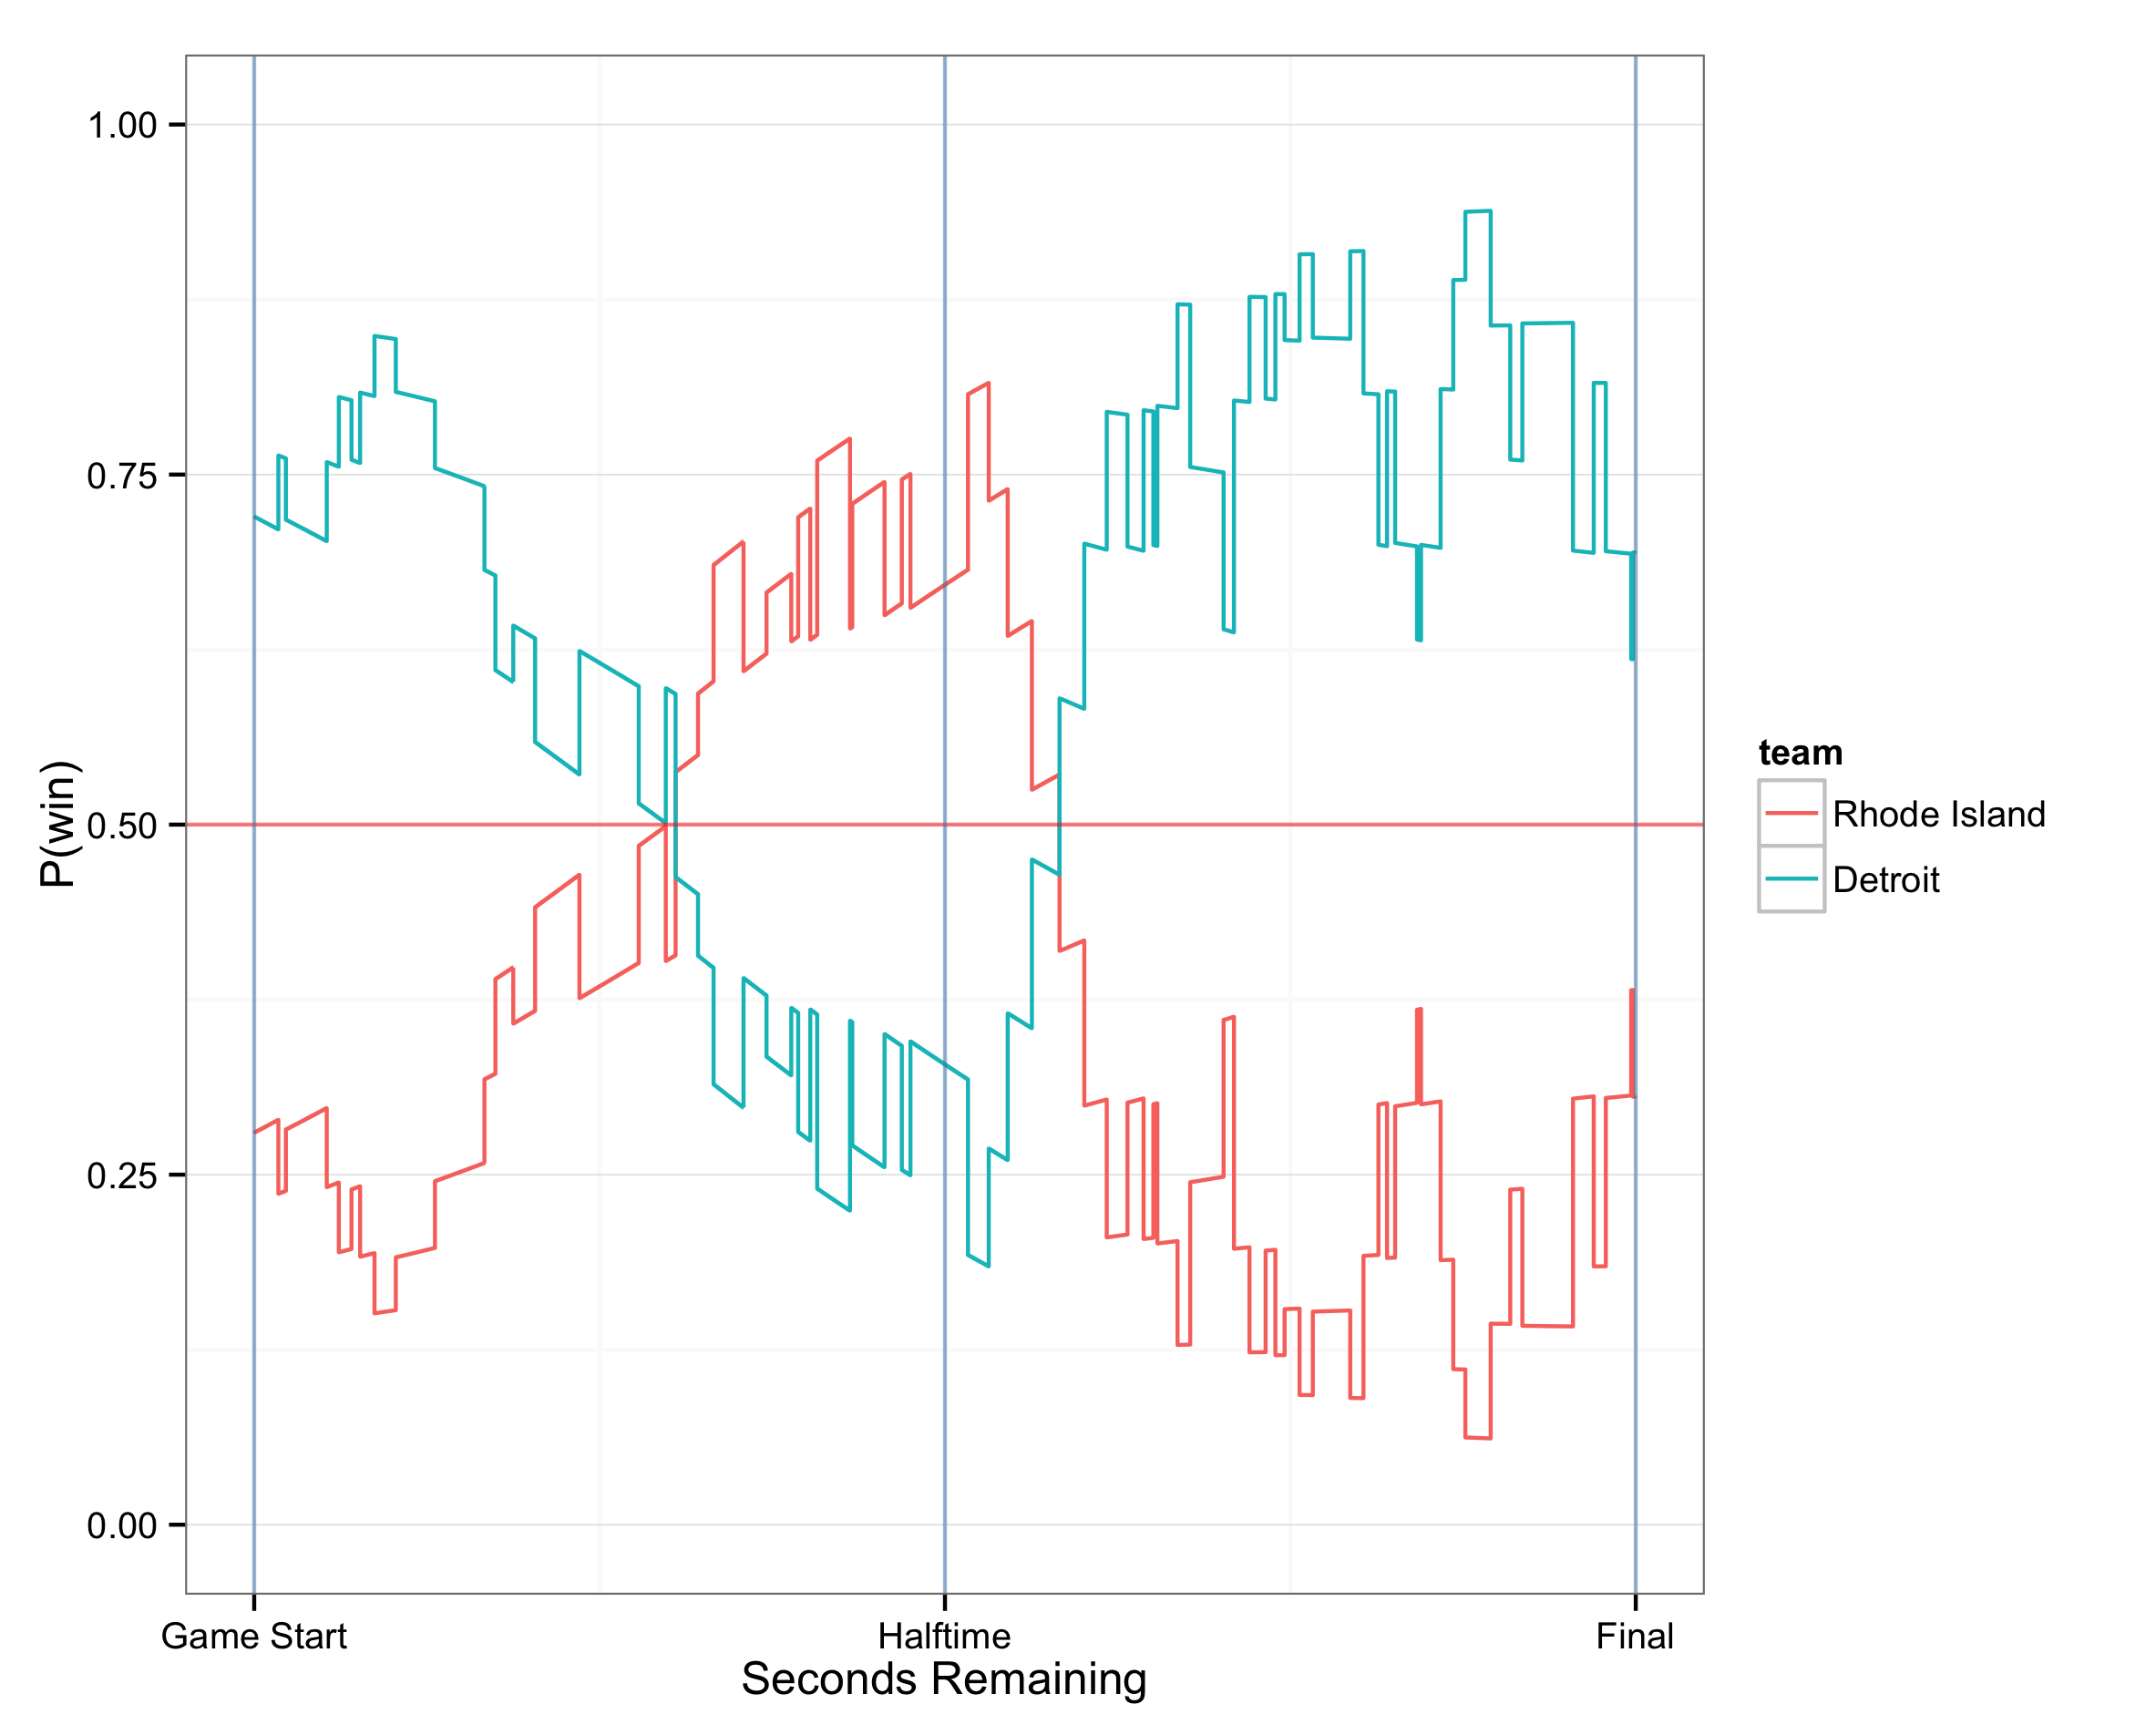 P(win)
1.00
0.75
0.50
0.25
0.00
Game Start
Halftime
Final
Seconds Remaining
team
Rhode Island
Detroit